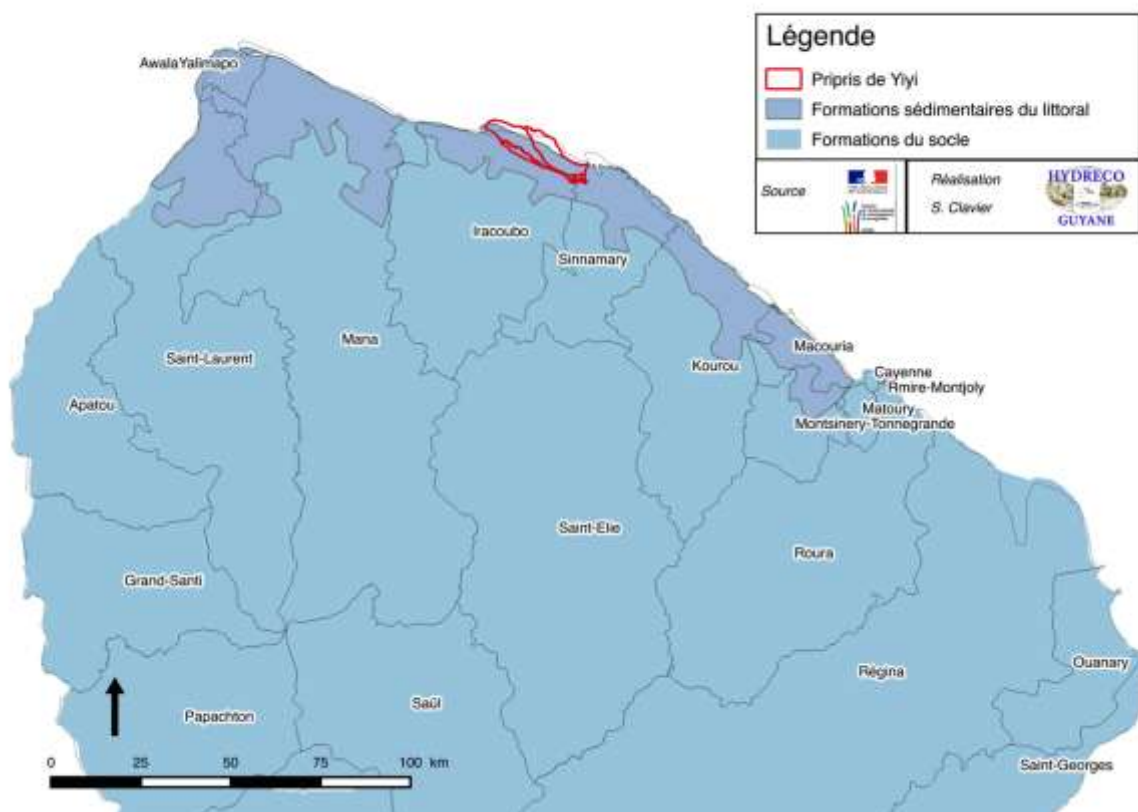 Légende
Pripris de Yiyi
Formations sédimentaires du littoral
Formations du socle
Source
Réalisation
S. Clavier
HYDRECO
GUYANE
AwalaYalimapo
Iracoubo
Sinnamary
Mana
Saint-Laurent
Macouria
Kourou
Cayenne
Rmire-Montjoly
Apatou
Matoury
Montsinery-Tonnegrande
Saint-Elie
Roura
Grand-Santi
Ouanary
Régina
Saül
Papachton
Saint-Georges
0 25 50 75 100 km